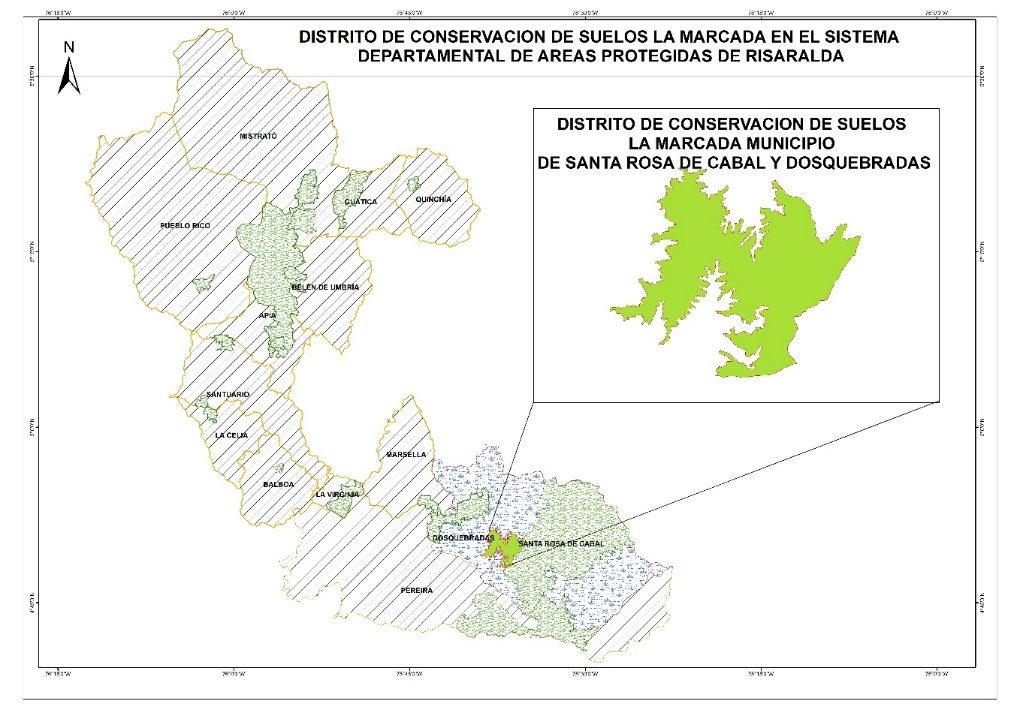 DISTRITO DE CONSERVACION DE SUELOS LA MARCADA EN EL SISTEMA
DEPARTAMENTAL DE AREAS PROTEGIDAS DE RISARALDA
N
DISTRITO DE CONSERVACION DE SUELOS
LA MARCADA MUNICIPIO
DE SANTA ROSA DE CABAL Y DOSQUEBRADAS
MISTRATÓ
GUÁTICA
QUINCHÍA
PUEBLO RICO
BELÉN DE UMBRÍA
APIA
SANTUARIO
LA CELIA
MARSELLA
BALBOA
LA VIRGINIA
DOSQUEBRADAS
SANTA ROSA DE CABAL
PEREIRA